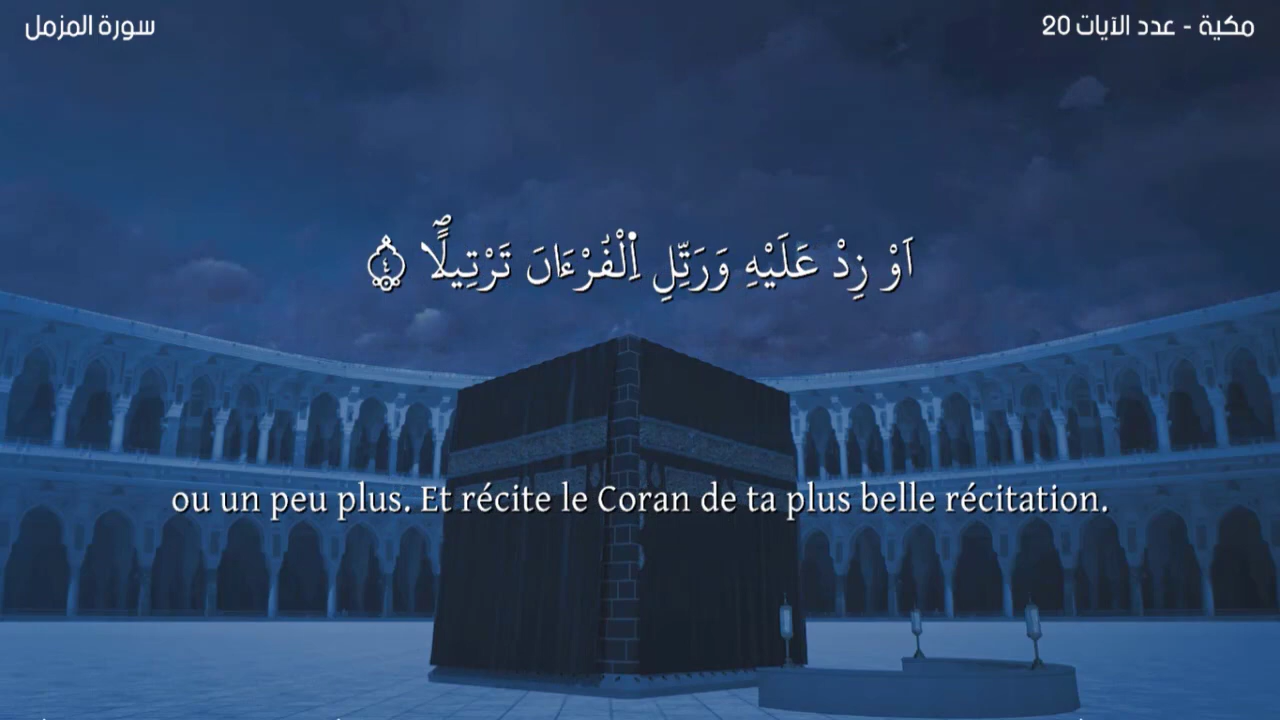 مكية - عدد الآيات 20
سورة المزمل
اَوْ زِدْ عَلَيْهِ وَرَتِّلِ اِ۬لْقُرْءَانَ تَرْتِيلًاۖ ٤
ou un peu plus. Et récite le Coran de ta plus belle récitation.